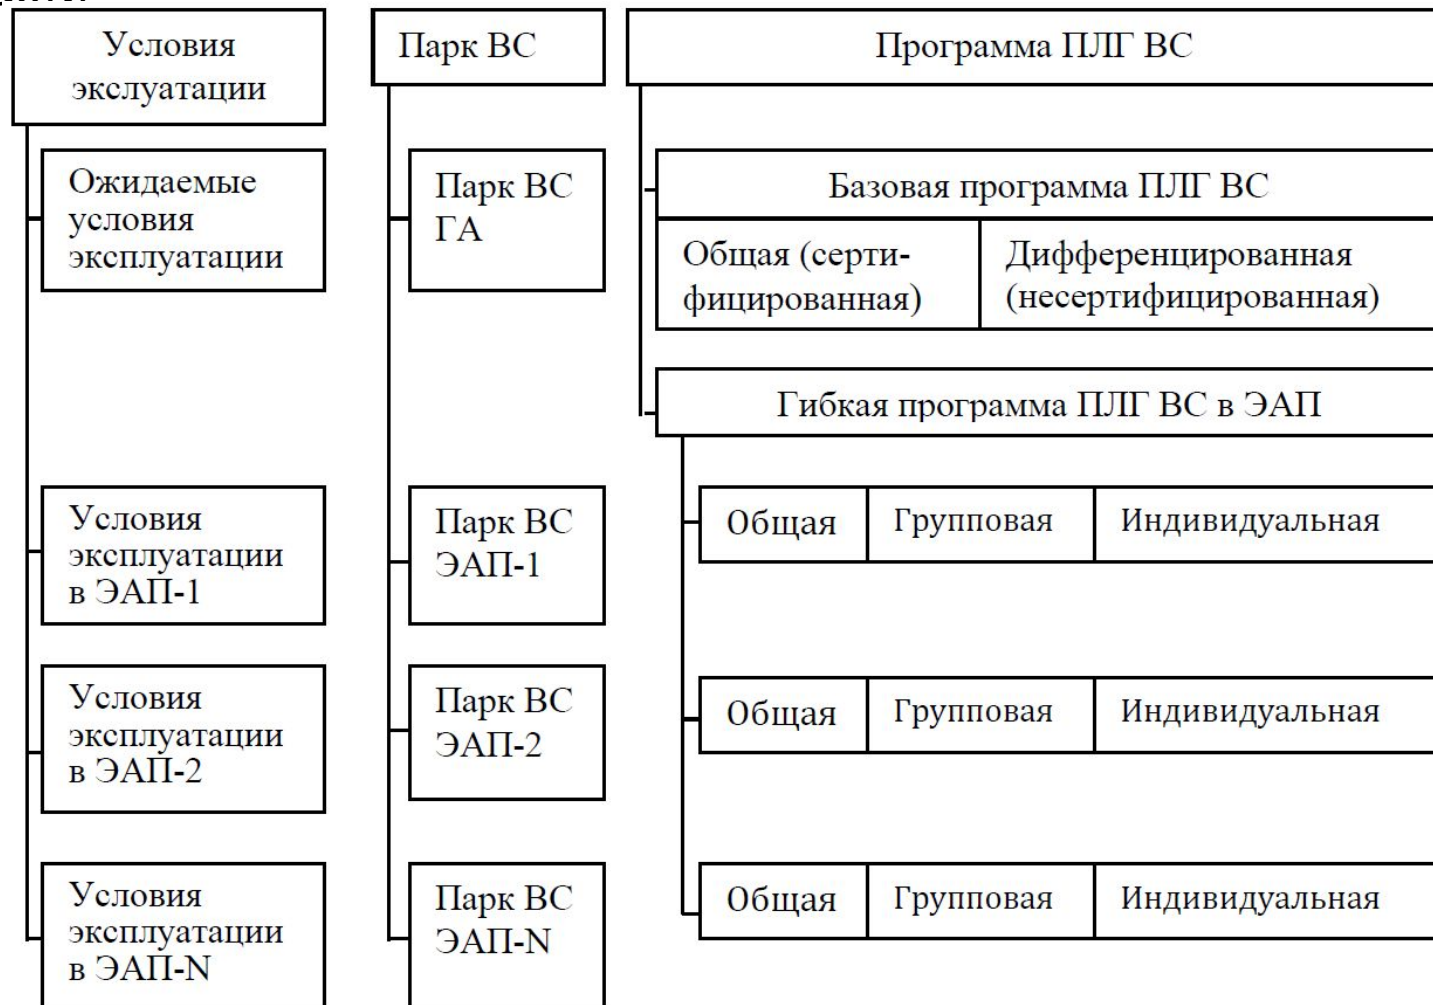 Условия
экслуатации
Парк ВС
Программа ПЛГ ВС
Ожидаемые
условия
эксплуатации
Парк ВС
ГА
Базовая программа ПЛГ ВС
Общая (серти-
фицированная)
Дифференцированная
(несертифицированная)
Гибкая программа ПЛГ ВС в ЭАП
Условия
эксплуатации
в ЭАП-1
Парк ВС
ЭАП-1
Общая
Групповая
Индивидуальная
Условия
эксплуатации
в ЭАП-2
Парк ВС
ЭАП-2
Общая
Групповая
Индивидуальная
Условия
эксплуатации
в ЭАП-N
Парк ВС
ЭАП-N
Общая
Групповая
Индивидуальная